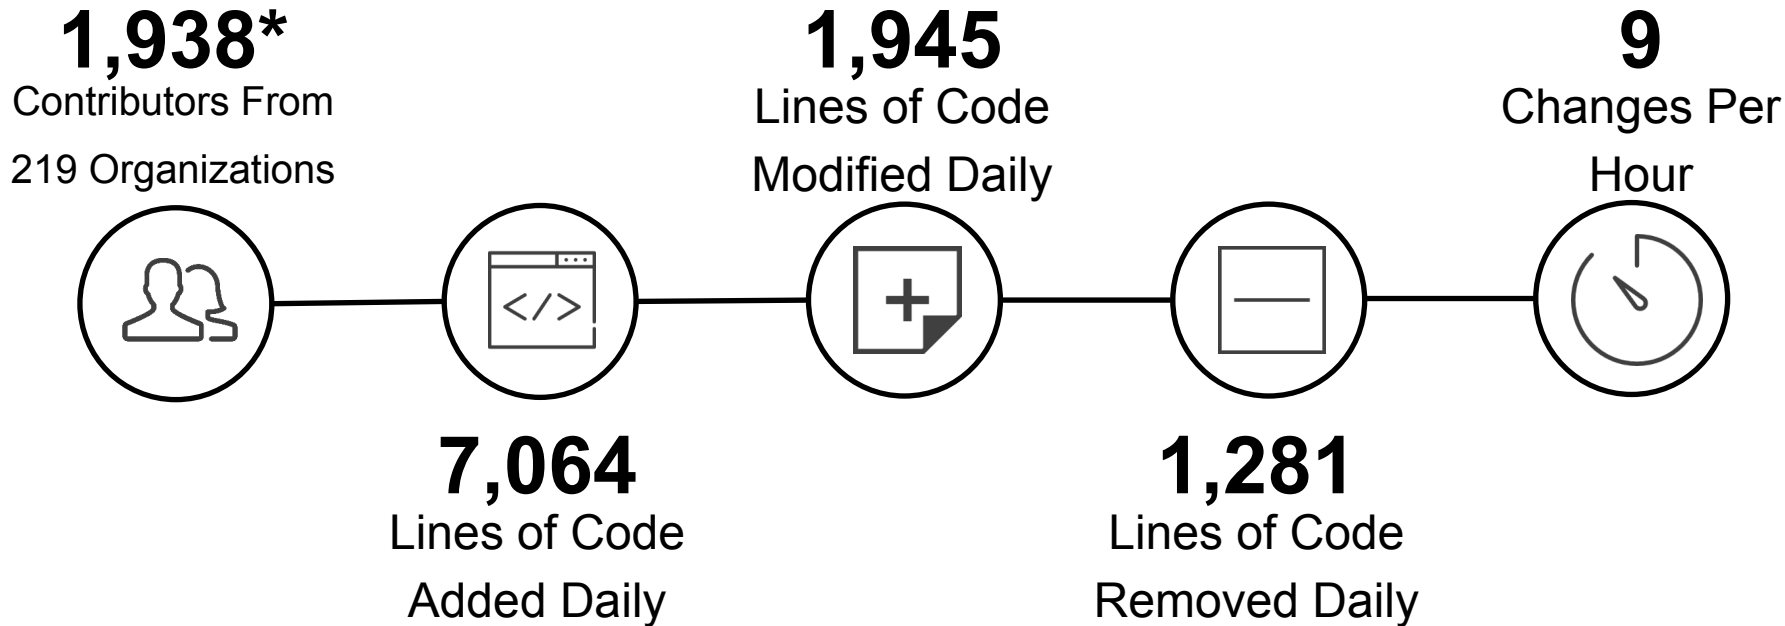 1,938*
Contributors From
219 Organizations
7,064
Lines of Code
Added Daily
1,945
Lines of Code
Modified Daily
1,281
Lines of Code
Removed Daily
9
Changes Per
Hour